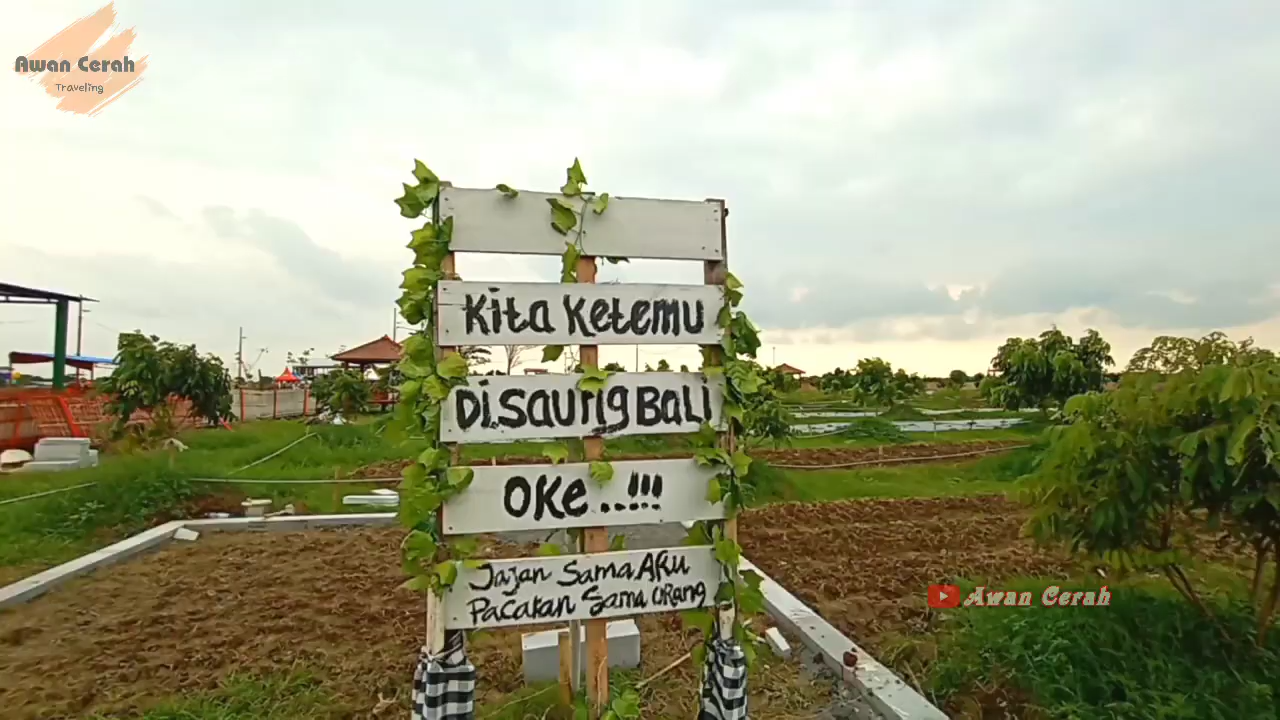 Awan Cerah
Traveling
Kita Ketemu
Di.Saung Bali
OKe..!!!
Jajan Sama AKu
Pacaran Sama ORang
Awan Cerah